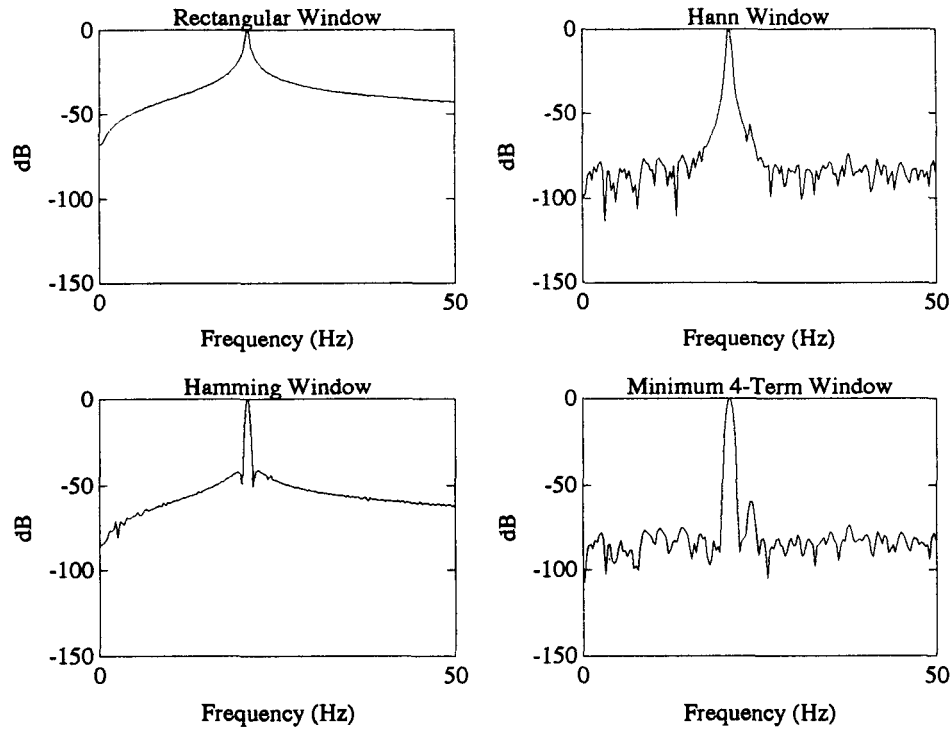 Rectangular Window
0
-50
-100
-150
dB
0
50
Frequency (Hz)
Hann Window
0
-50
-100
-150
dB
0
50
Frequency (Hz)
Hamming Window
0
-50
-100
-150
dB
0
50
Frequency (Hz)
Minimum 4-Term Window
0
-50
-100
-150
dB
0
50
Frequency (Hz)